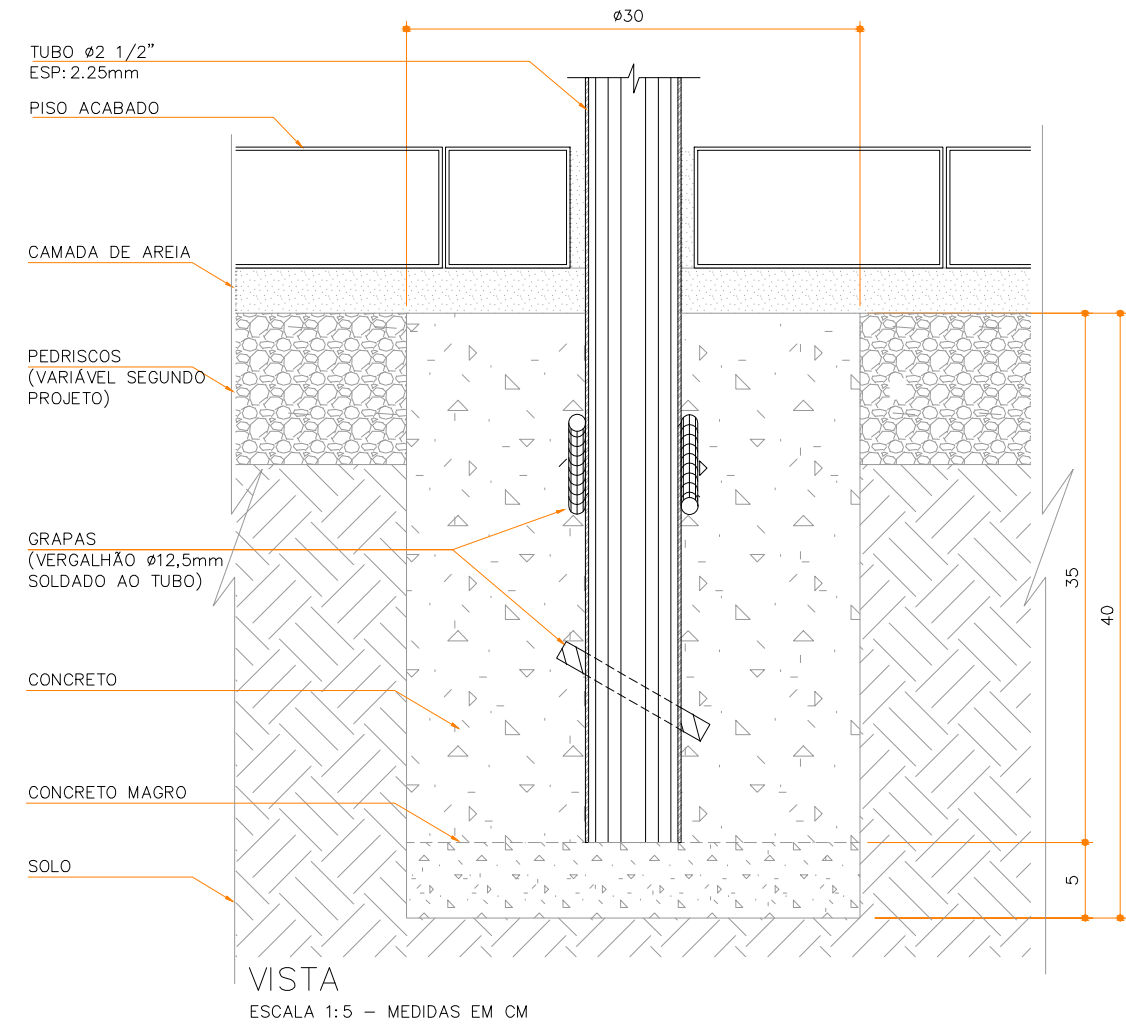 ø30
TUBO ø2 1/2”
ESP: 2.25mm
PISO ACABADO
CAMADA DE AREIA
PEDRISCOS
(VARIÁVEL SEGUNDO
PROJETO)
GRAPAS
(VERGALHÃO ø12,5mm
SOLDADO AO TUBO)
35
40
CONCRETO
CONCRETO MAGRO
SOLO
5
VISTA
ESCALA 1:5 – MEDIDAS EM CM